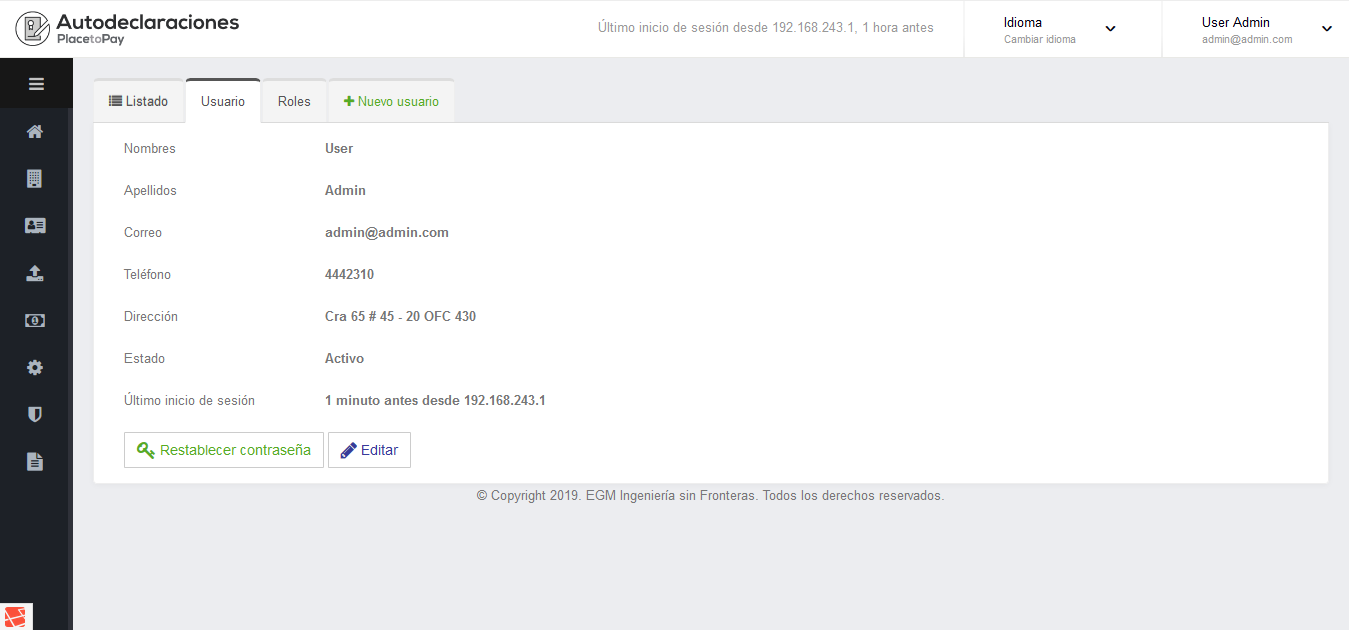 Autodeclaraciones
PlacetoPay
Último inicio de sesión desde 192.168.243.1, 1 hora antes
Idioma
Cambiar idioma
User Admin
admin@admin.com
Listado
Usuario
Roles
Nuevo usuario
Nombres User
Apellidos Admin
Correo admin@admin.com
Teléfono 4442310
Dirección Cra 65 # 45 - 20 OFC 430
Estado Activo
Último inicio de sesión 1 minuto antes desde 192.168.243.1
Restablecer contraseña
Editar
© Copyright 2019. EGM Ingeniería sin Fronteras. Todos los derechos reservados.